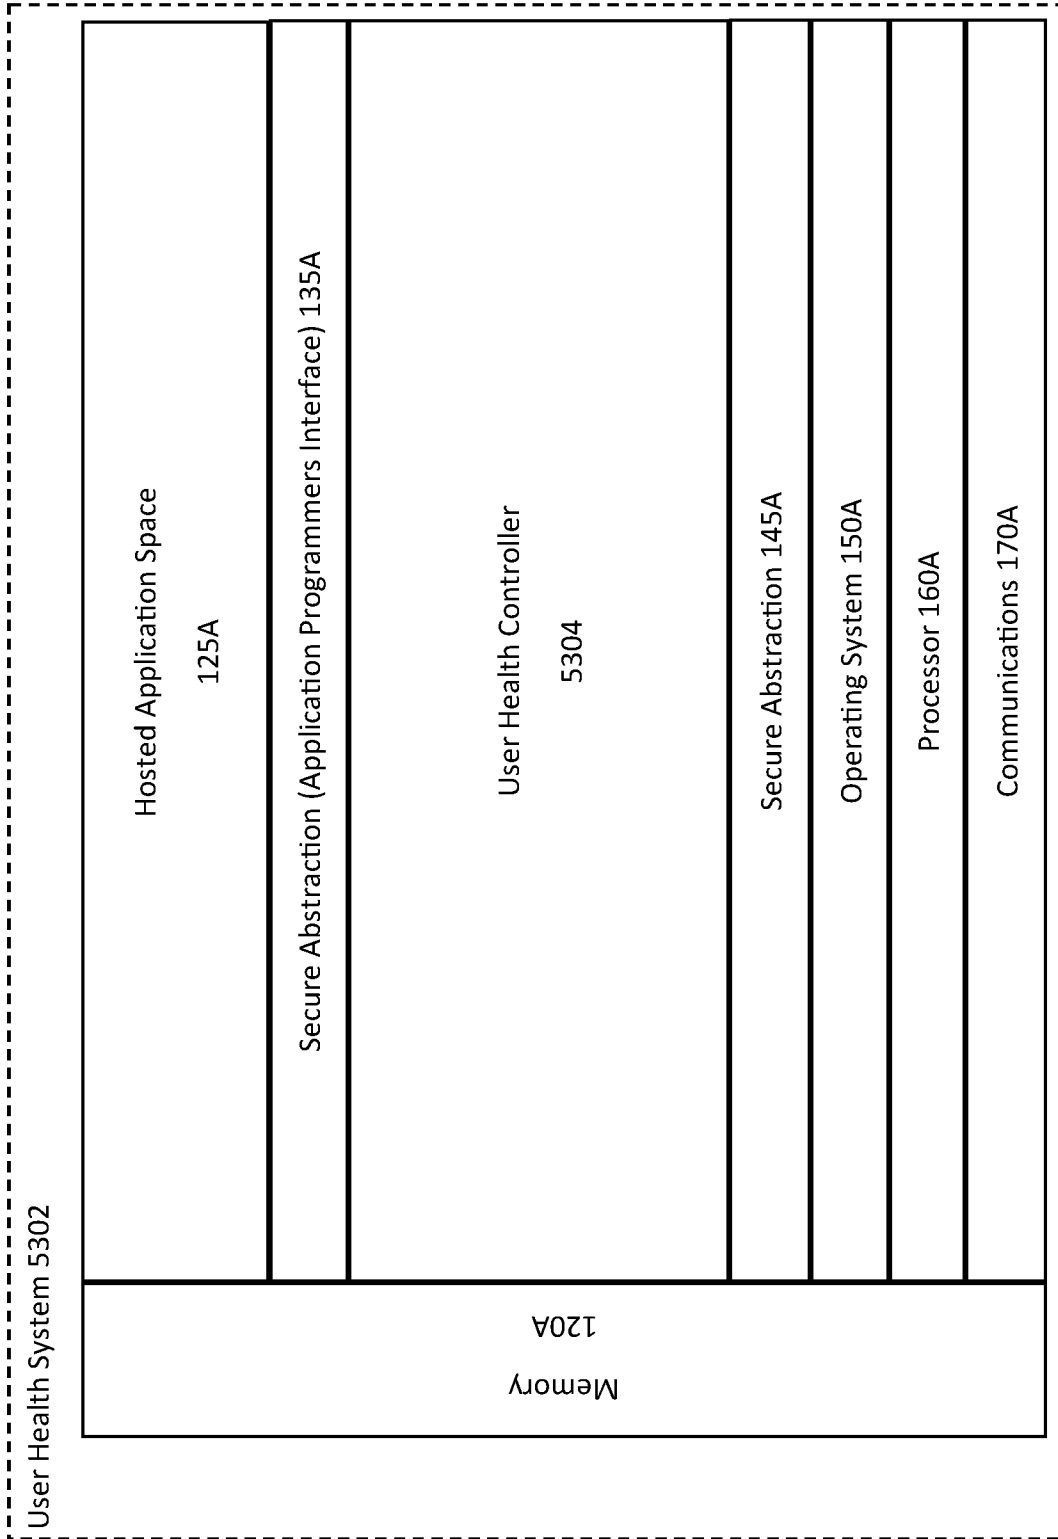 User Health System 5302
Hosted Application Space
125A
Secure Abstraction (Application Programmers Interface) 135A
User Health Controller
5304
Secure Abstraction 145A
Operating System 150A
Processor 160A
Communications 170A
Memory
120A